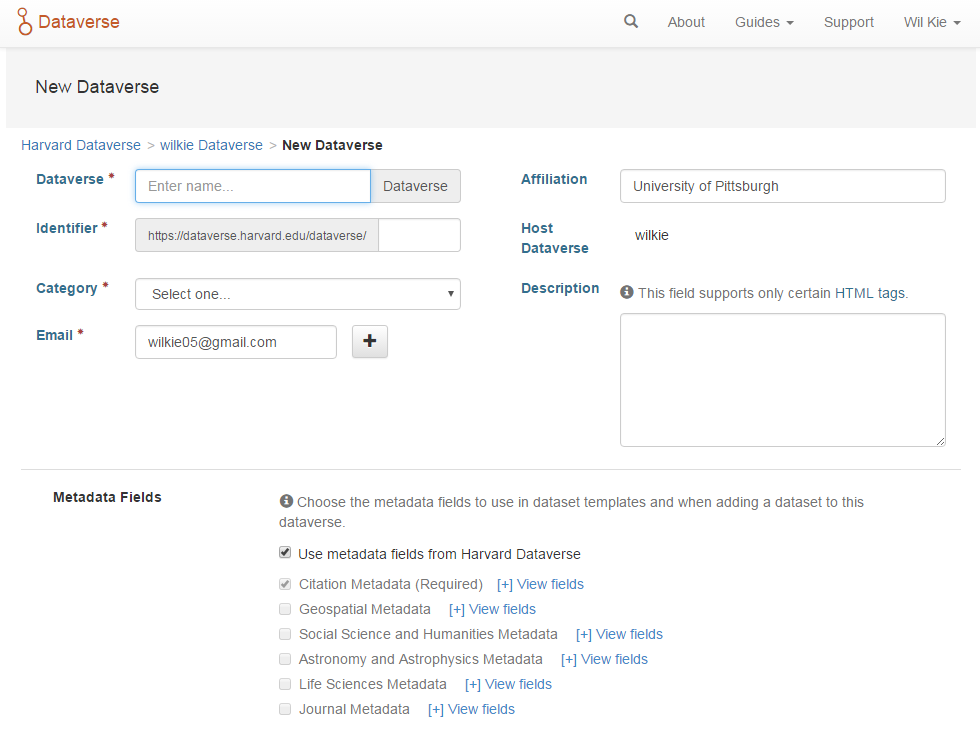 Dataverse
About
Guides
Support
Wil Kie
New Dataverse
Harvard Dataverse > wilkie Dataverse > New Dataverse
Dataverse *
Enter name...
Dataverse
Affiliation
University of Pittsburgh
Identifier *
https://dataverse.harvard.edu/dataverse/
Host
Dataverse
wilkie
Category *
Select one...
Description
This field supports only certain HTML tags.
Email *
wilkie05@gmail.com
Metadata Fields
Choose the metadata fields to use in dataset templates and when adding a dataset to this
dataverse.
Use metadata fields from Harvard Dataverse
Citation Metadata (Required) [+] View fields
Geospatial Metadata [+] View fields
Social Science and Humanities Metadata [+] View fields
Astronomy and Astrophysics Metadata [+] View fields
Life Sciences Metadata [+] View fields
Journal Metadata [+] View fields